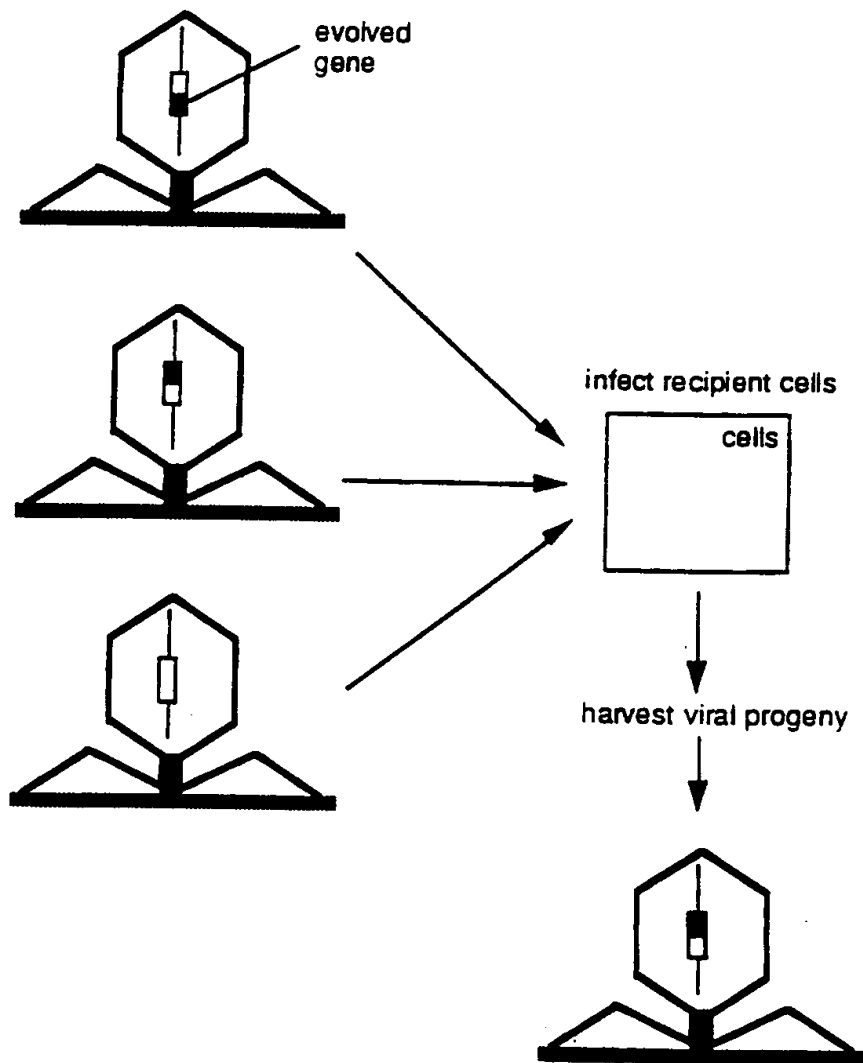 evolved
gene
infect recipient cells
cells
harvest viral progeny